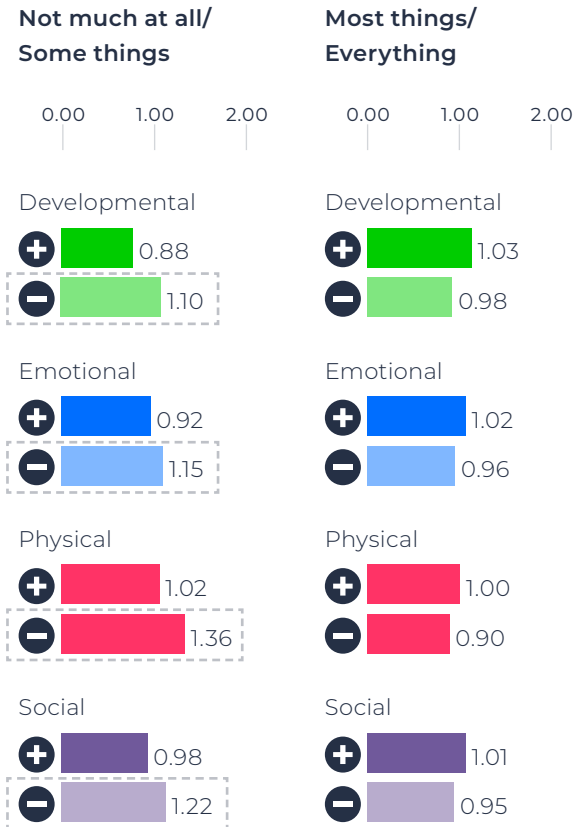 Not much at all/
Some things
0.00 1.00 2.00
Developmental
0.88
1.10
Emotional
0.92
1.15
Physical
1.02
1.36
Social
0.98
1.22
Most things/
Everything
0.00 1.00 2.00
Developmental
1.03
0.98
Emotional
1.02
0.96
Physical
1.00
0.90
Social
1.01
0.95